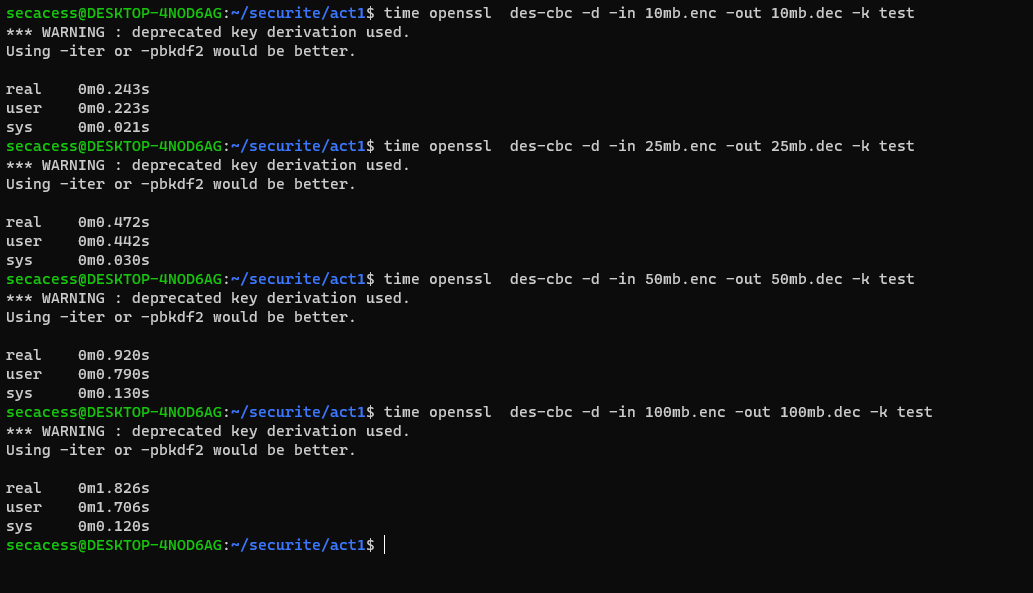 secacess@DESKTOP-4NOD6AG:~/securite/act1$ time openssl  des-cbc -d -in 10mb.enc -out 10mb.dec -k test
*** WARNING : deprecated key derivation used.
Using -iter or -pbkdf2 would be better.

real    0m0.243s
user    0m0.223s
sys     0m0.021s
secacess@DESKTOP-4NOD6AG:~/securite/act1$ time openssl  des-cbc -d -in 25mb.enc -out 25mb.dec -k test
*** WARNING : deprecated key derivation used.
Using -iter or -pbkdf2 would be better.

real    0m0.472s
user    0m0.442s
sys     0m0.030s
secacess@DESKTOP-4NOD6AG:~/securite/act1$ time openssl  des-cbc -d -in 50mb.enc -out 50mb.dec -k test
*** WARNING : deprecated key derivation used.
Using -iter or -pbkdf2 would be better.

real    0m0.920s
user    0m0.790s
sys     0m0.130s
secacess@DESKTOP-4NOD6AG:~/securite/act1$ time openssl  des-cbc -d -in 100mb.enc -out 100mb.dec -k test
*** WARNING : deprecated key derivation used.
Using -iter or -pbkdf2 would be better.

real    0m1.826s
user    0m1.706s
sys     0m0.120s
secacess@DESKTOP-4NOD6AG:~/securite/act1$